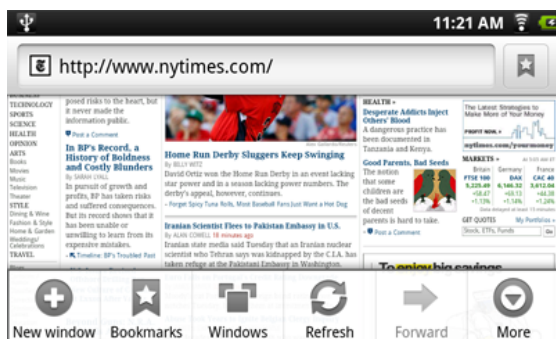 11:21 AM
http://www.nytimes.com/
TECHNOLOGY
SPORTS
SCIENCE
HEALTH
OPINION
ARTS
Books
Movies
Music
Television
Theater
STYLE
Dining & Wine
Fashion & Style
Home & Garden
Weddings/
Celebrations
TRAVEL
posed risks to the heart, but
it never made the
information public.
Post a Comment
In BP's Record, a
History of Boldness
and Costly Blunders
By SARAH LYALL
In pursuit of growth and
profits, BP has taken risks
and suffered consequences.
But its record shows that it
has been unable or
unwilling to learn from its
expensive mistakes.
Timeline: BP's Troubled Past
Home Run Derby Sluggers Keep Swinging
By BILLY WITZ
David Ortiz won the Home Run Derby in an event lacking
star power and in a season lacking power numbers. The
derby's appeal, however, continues.
Forget Spicy Tuna Rolls, Most Baseball Fans Just Want a Hot Dog
Iranian Scientist Flees to Pakistan Embassy in U.S.
By ALAN COWELL 18 minutes ago
Iranian state media said Tuesday that an Iranian nuclear
scientist who Tehran says was kidnapped by the C.I.A. has
taken refuge at the Pakistani Embassy in Washington.
HEALTH »
Desperate Addicts Inject
Others' Blood
A dangerous practice has
been documented in
Tanzania and Kenya.
Good Parents, Bad Seeds
The notion
that some
children are
the bad seeds
of decent
parents is hard to take.
Post a Comment
The Latest Strategies to
Make More of Your Money
PROFIT NOW.
nytimes.com/yourmoney
MARKETS »
Britain Germany France
FTSE 100 DAX CAC 40
GET QUOTES My Portfolios »
Stock, ETFs, Funds Go
To enjoy big savings
New window Bookmarks Windows Refresh Forward More